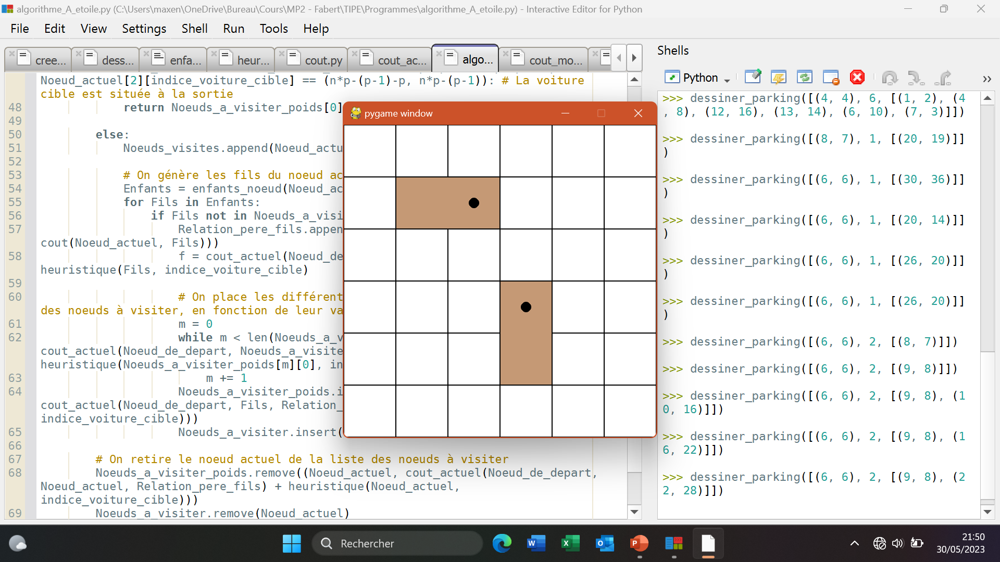 algorithme_A_etoile.py (C:\Users\maxen\OneDrive\Bureau\Cours\MP2 - Fabert\TIPE\Programmes\algorithme_A_etoile.py) - Interactive Editor for Python
File Edit View Settings Shell Run Tools Help
cree... dess... enfa... heur... cout.py cout_ac... algo... cout_mo...
Noeud_actuel[2][indice_voiture_cible] == (n*p-(p-1)-p, n*p-(p-1)): # La voiture
cible est située à la sortie
48 return Noeuds_a_visiter_poids[0]
49
50 else:
51 Noeuds_visites.append(Noeud_actu
52
53 # On génère les fils du noeud ac
54 Enfants = enfants_noeud(Noeud_ac
55 for Fils in Enfants:
56 if Fils not in Noeuds_a_visi
57 Relation_pere_fils.appen
cout(Noeud_actuel, Fils)))
58 f = cout_actuel(Noeud_de
heuristique(Fils, indice_voiture_cible)
59
60 # On place les différent
des noeuds à visiter, en fonction de leur va
61 m = 0
62 while m < len(Noeuds_a_v
cout_actuel(Noeud_de_depart, Noeuds_a_visite
heuristique(Noeuds_a_visiter_poids[m][0], in
63 m += 1
64 Noeuds_a_visiter_poids.i
cout_actuel(Noeud_de_depart, Fils, Relation_
indice_voiture_cible)))
65 Noeuds_a_visiter.insert(
66
67 # On retire le noeud actuel de la liste des noeuds à visiter
68 Noeuds_a_visiter_poids.remove((Noeud_actuel, cout_actuel(Noeud_de_depart,
Noeud_actuel, Relation_pere_fils) + heuristique(Noeud_actuel,
indice_voiture_cible)))
69 Noeuds_a_visiter.remove(Noeud_actuel)
pygame window
Shells
Python
>>> dessiner_parking([(4, 4), 6, [(1, 2), (4
, 8), (12, 16), (13, 14), (6, 10), (7, 3)]])
>>> dessiner_parking([(8, 7), 1, [(20, 19)]]
)
>>> dessiner_parking([(6, 6), 1, [(30, 36)]]
)
>>> dessiner_parking([(6, 6), 1, [(20, 14)]]
)
>>> dessiner_parking([(6, 6), 1, [(26, 20)]]
)
>>> dessiner_parking([(6, 6), 1, [(26, 20)]]
)
>>> dessiner_parking([(6, 6), 2, [(8, 7)]])
>>> dessiner_parking([(6, 6), 2, [(9, 8)]])
>>> dessiner_parking([(6, 6), 2, [(9, 8), (1
0, 16)]])
>>> dessiner_parking([(6, 6), 2, [(9, 8), (1
6, 22)]])
>>> dessiner_parking([(6, 6), 2, [(9, 8), (2
2, 28)]])
Rechercher
21:50
30/05/2023